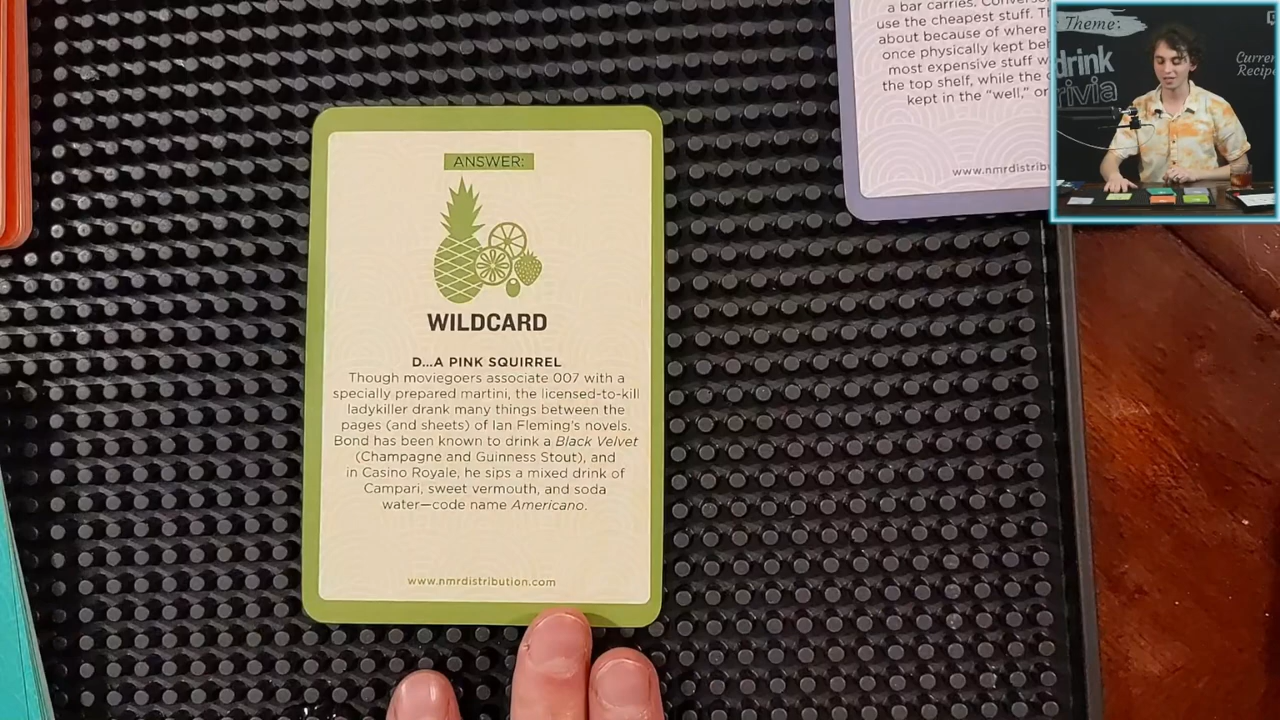 ANSWER:
WILDCARD
D...A PINK SQUIRREL
Though moviegoers associate 007 with a
specially prepared martini, the licensed-to-kill
ladykiller drank many things between the
pages (and sheets) of Ian Fleming's novels.
Bond has been known to drink a Black Velvet
(Champagne and Guinness Stout), and
in Casino Royale, he sips a mixed drink of
Campari, sweet vermouth, and soda
water—code name Americano.
www.nmrdistribution.com
a bar carries.
use the cheapest stuff.
about because of where
once physically kept
most expensive stuff
the top shelf, while the
kept in the "well," or
www.nmrdistrib
Theme:
drink
rivia